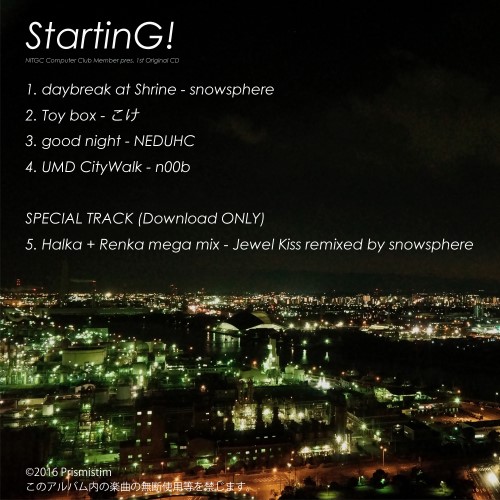 StartinG!
NITGC Computer Club Member pres. 1st Original CD
1. daybreak at Shrine - snowsphere
2. Toy box - こけ
3. good night - NEDUHC
4. UMD CityWalk - n00b
SPECIAL TRACK (Download ONLY)
5. Halka + Renka mega mix - Jewel Kiss remixed by snowsphere
©2016 Prismistim
このアルバム内の楽曲の無断使用等を禁じます。